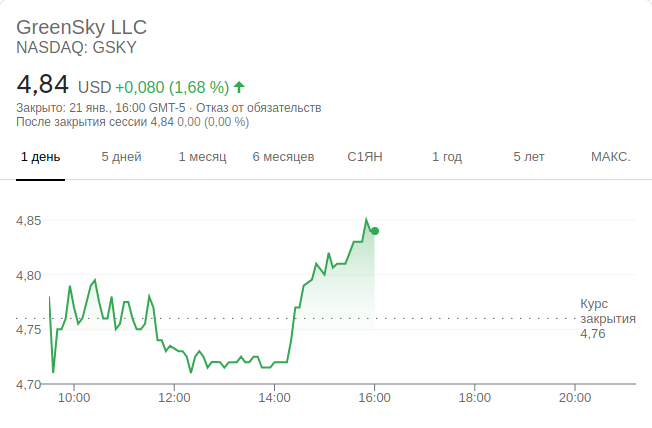 GreenSky LLC
NASDAQ: GSKY
4,84 USD +0,080 (1,68 %)
Закрыто: 21 янв., 16:00 GMT-5 · Отказ от обязательств
После закрытия сессии 4,84 0,00 (0,00 %)
1 день 5 дней 1 месяц 6 месяцев С1ЯН 1 год 5 лет МАКС.
4,85
4,80
Курс
закрытия
4,76
4,75
4,70
10:00 12:00 14:00 16:00 18:00 20:00